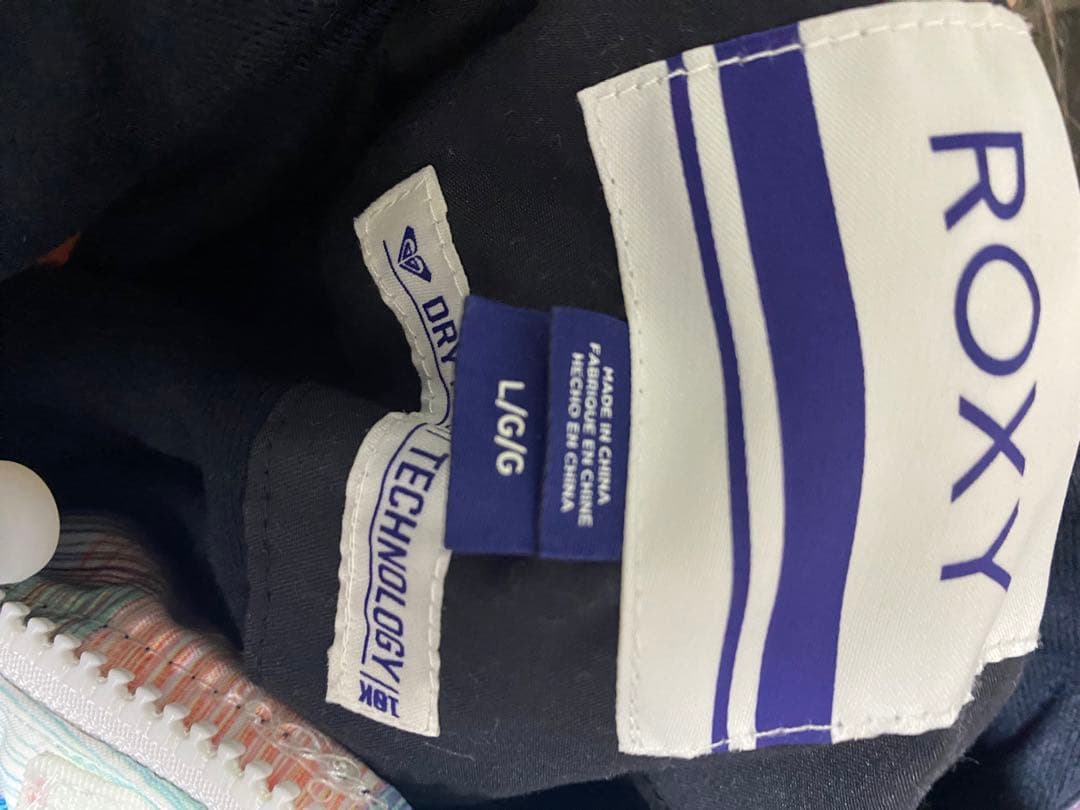 ROXY
MADE IN CHINA
FABRIQUE EN CHINE
HECHO EN CHINA
L/G/G
DRY TECHNOLOGY|10K